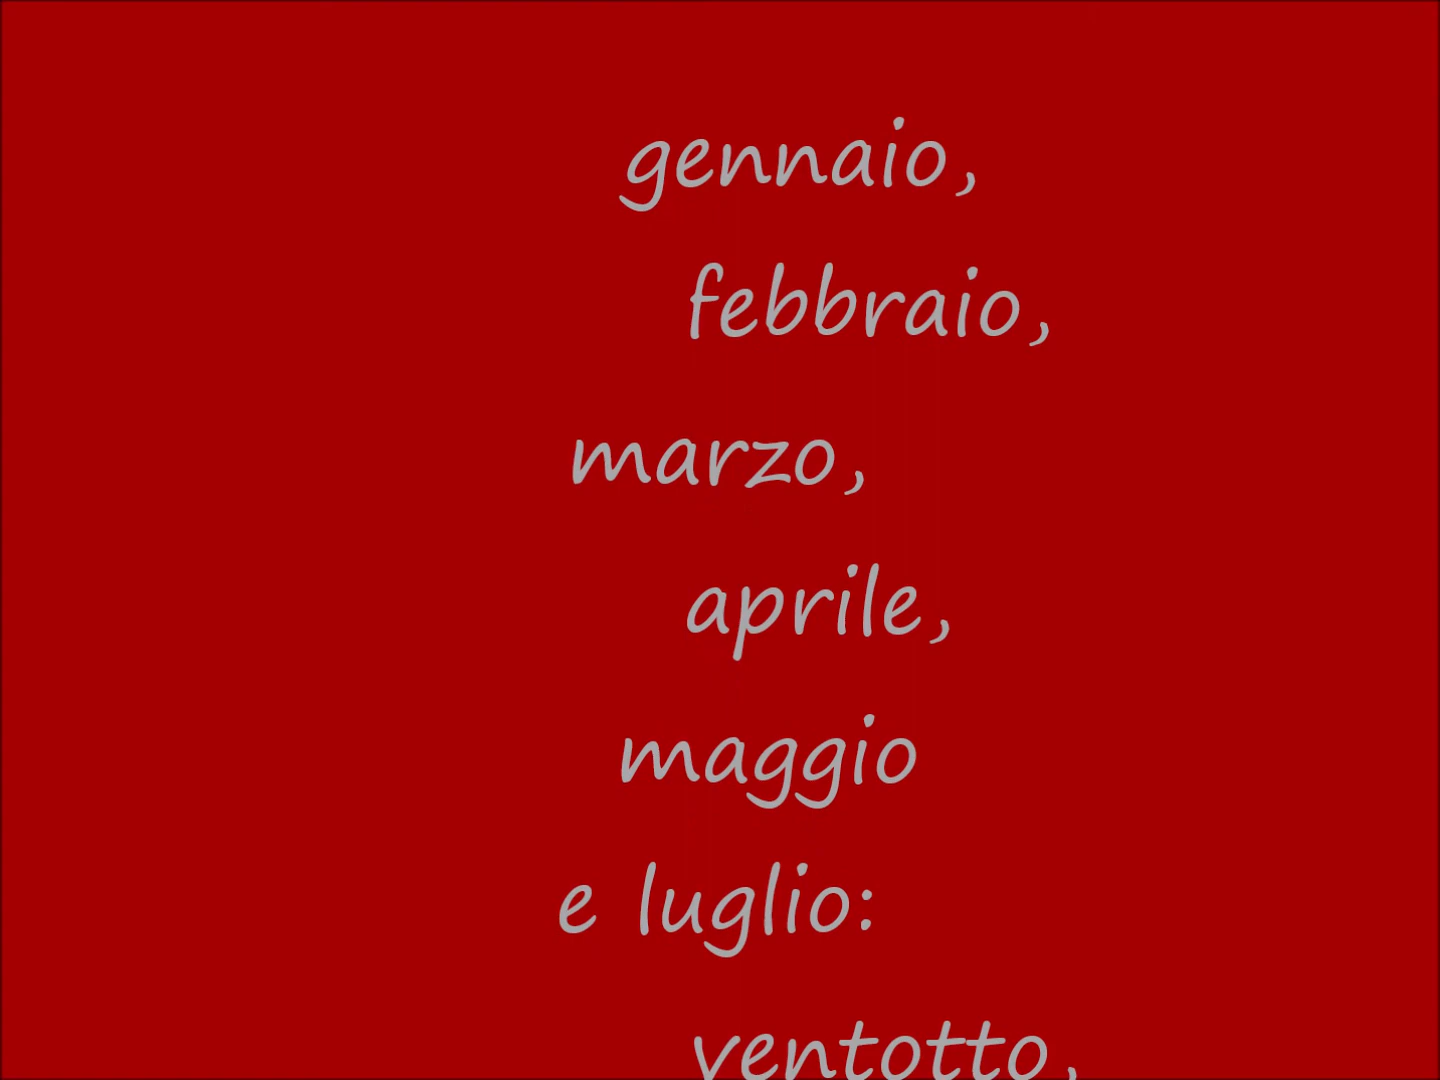 gennaio,
febbraio,
marzo,
aprile,
maggio
e luglio:
ventotto,